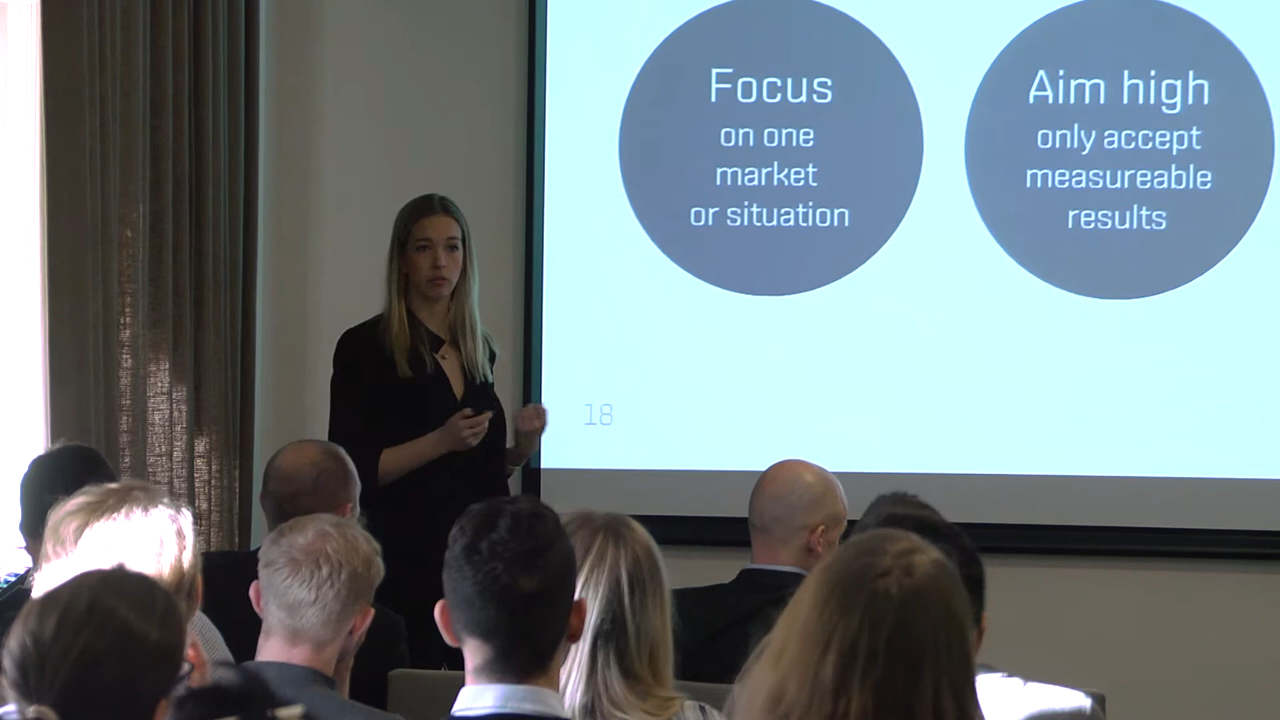 Focus
on one
market
or situation
Aim high
only accept
measureable
results
18